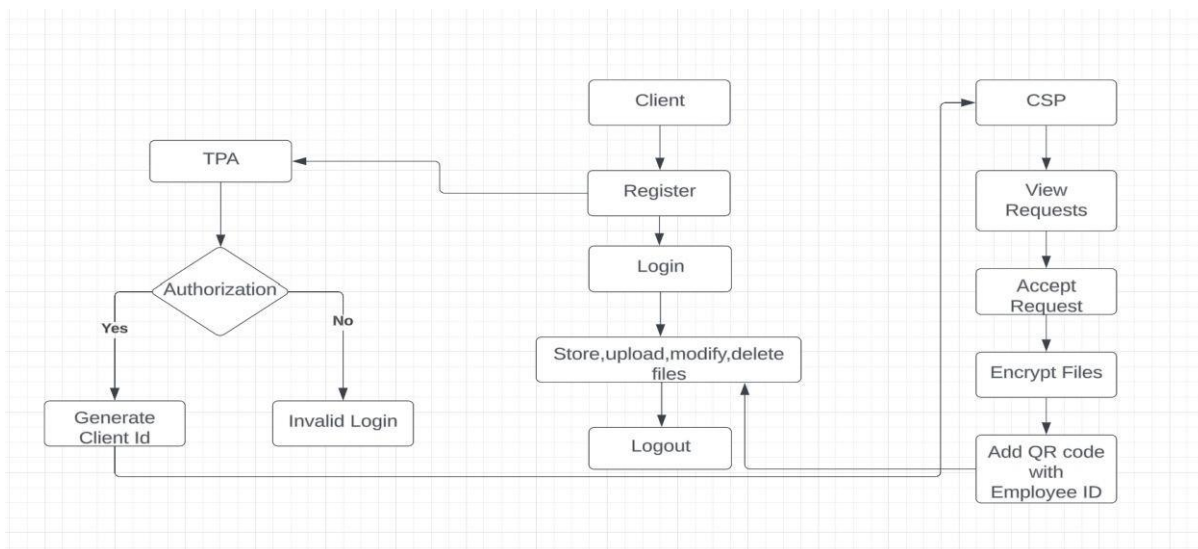 Client
CSP
TPA
Register
View
Requests
Login
Authorization
Accept
Request
Yes
No
Store,upload,modify,delete
files
Encrypt Files
Generate
Client Id
Invalid Login
Logout
Add QR code
with
Employee ID